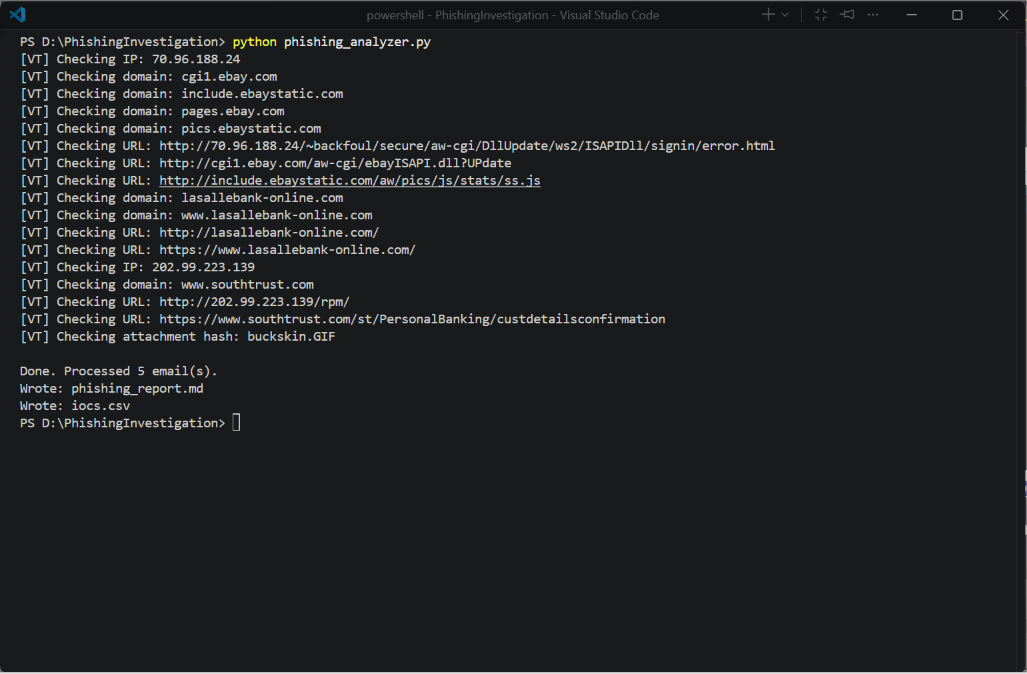 powershell - PhishingInvestigation - Visual Studio Code
PS D:\PhishingInvestigation> python phishing_analyzer.py
[VT] Checking IP: 70.96.188.24
[VT] Checking domain: cgi1.ebay.com
[VT] Checking domain: include.ebaystatic.com
[VT] Checking domain: pages.ebay.com
[VT] Checking domain: pics.ebaystatic.com
[VT] Checking URL: http://70.96.188.24/~backfoul/secure/aw-cgi/DllUpdate/ws2/ISAPIDll/signin/error.html
[VT] Checking URL: http://cgi1.ebay.com/aw-cgi/ebayISAPI.dll?UPdate
[VT] Checking URL: http://include.ebaystatic.com/aw/pics/js/stats/ss.js
[VT] Checking domain: lasallebank-online.com
[VT] Checking domain: www.lasallebank-online.com
[VT] Checking URL: http://lasallebank-online.com/
[VT] Checking URL: https://www.lasallebank-online.com/
[VT] Checking IP: 202.99.223.139
[VT] Checking domain: www.southtrust.com
[VT] Checking URL: http://202.99.223.139/rpm/
[VT] Checking URL: https://www.southtrust.com/st/PersonalBanking/custdetailsconfirmation
[VT] Checking attachment hash: buckskin.GIF
Done. Processed 5 email(s).
Wrote: phishing_report.md
Wrote: iocs.csv
PS D:\PhishingInvestigation>